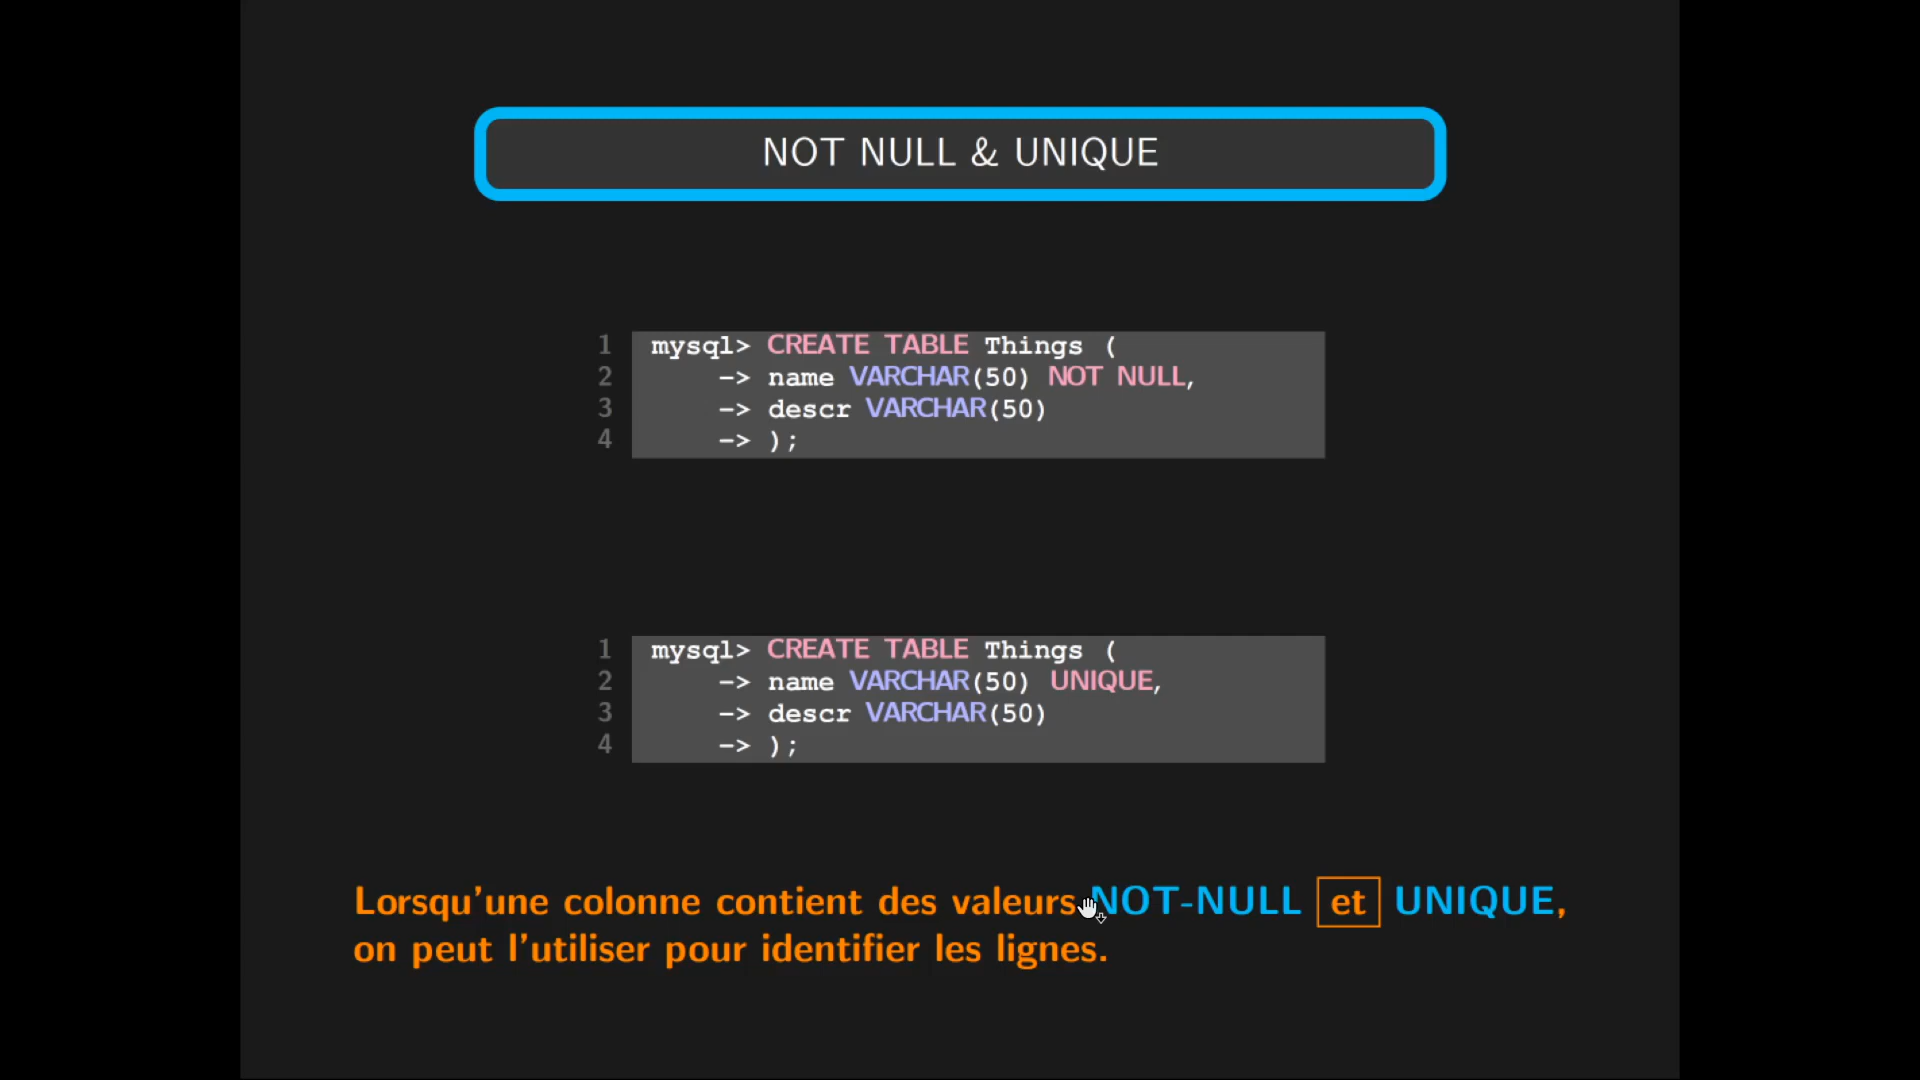 NOT NULL & UNIQUE
1 mysql> CREATE TABLE Things (
2 -> name VARCHAR(50) NOT NULL,
3 -> descr VARCHAR(50)
4 -> );
1 mysql> CREATE TABLE Things (
2 -> name VARCHAR(50) UNIQUE,
3 -> descr VARCHAR(50)
4 -> );
Lorsqu'une colonne contient des valeurs NOT-NULL et UNIQUE,
on peut l'utiliser pour identifier les lignes.